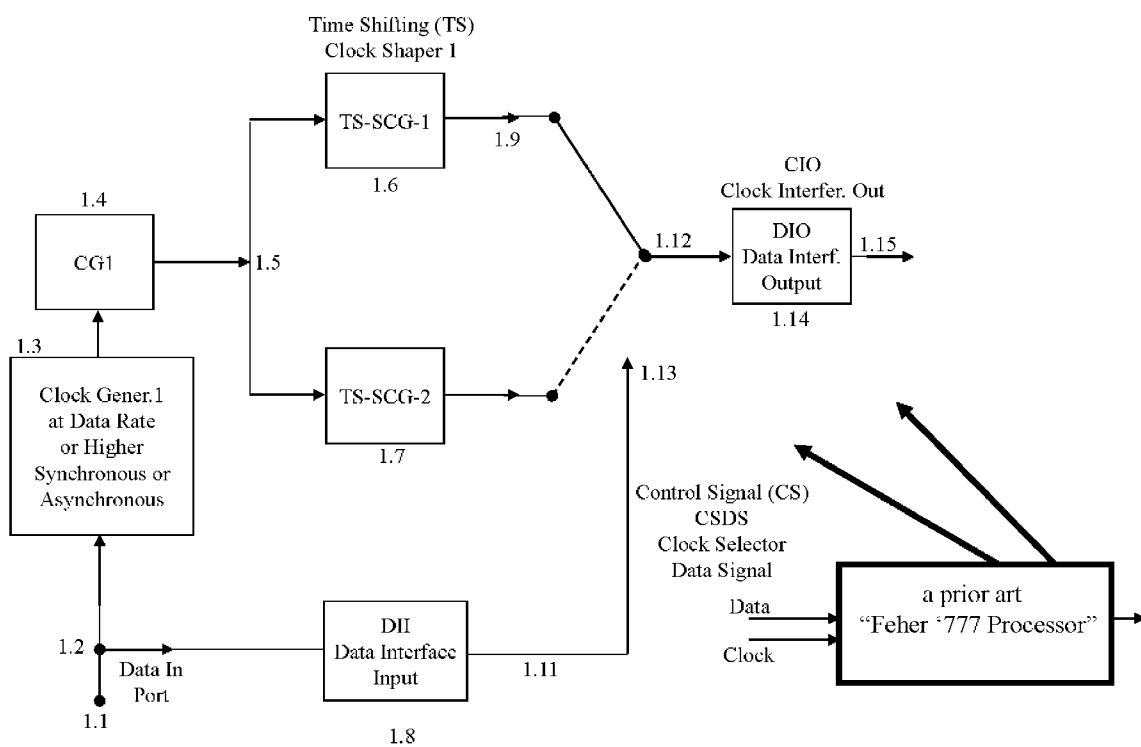 Time Shifting (TS)
Clock Shaper 1
TS-SCG-1
1.9
1.6
1.4
CG1
1.5
CIO
Clock Interfer. Out
1.12
DIO
Data Interf.
Output
1.15
1.14
1.3
Clock Gener.1
at Data Rate
or Higher
Synchronous or
Asynchronous
TS-SCG-2
1.7
1.13
Control Signal (CS)
CSDS
Clock Selector
Data Signal
a prior art
"Feher '777 Processor"
Data
Clock
1.2
Data In
Port
1.1
DII
Data Interface
Input
1.11
1.8